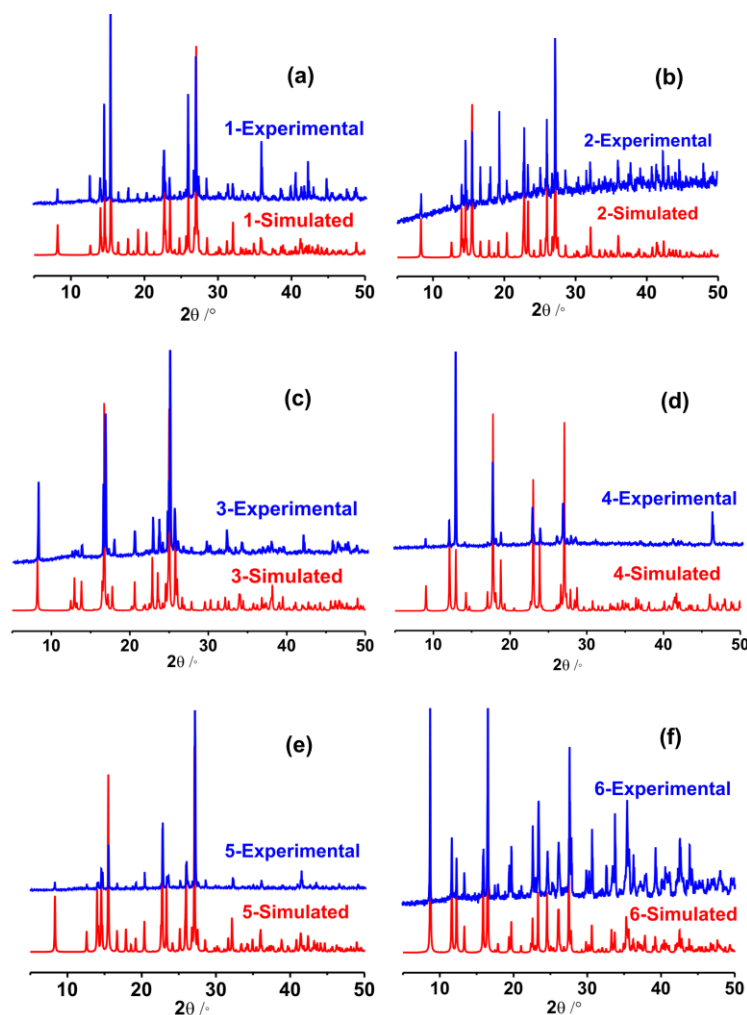 (a)
1-Experimental
1-Simulated
10 20 30 40 50
2θ /°
(b)
2-Experimental
2-Simulated
10 20 30 40 50
2θ /°
(c)
3-Experimental
3-Simulated
10 20 30 40 50
2θ /°
(d)
4-Experimental
4-Simulated
10 20 30 40 50
2θ /°
(e)
5-Experimental
5-Simulated
10 20 30 40 50
2θ /°
(f)
6-Experimental
6-Simulated
10 20 30 40 50
2θ /°